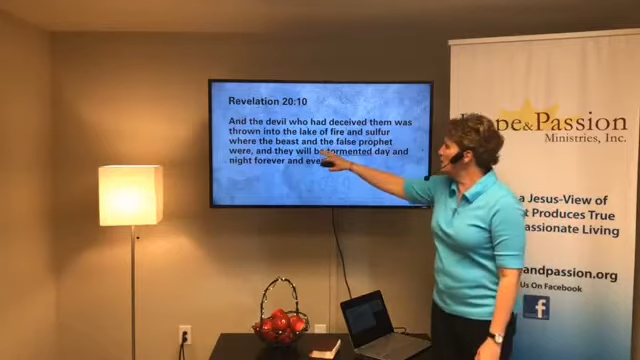 Revelation 20:10
And the devil who had deceived them was
thrown into the lake of fire and sulfur
where the beast and the false prophet
were, and they will be tormented day and
night forever and
&Passion
Ministries, Inc.
a Jesus-View of
Produces True
Living
andpassion.org
Us On Facebook
f